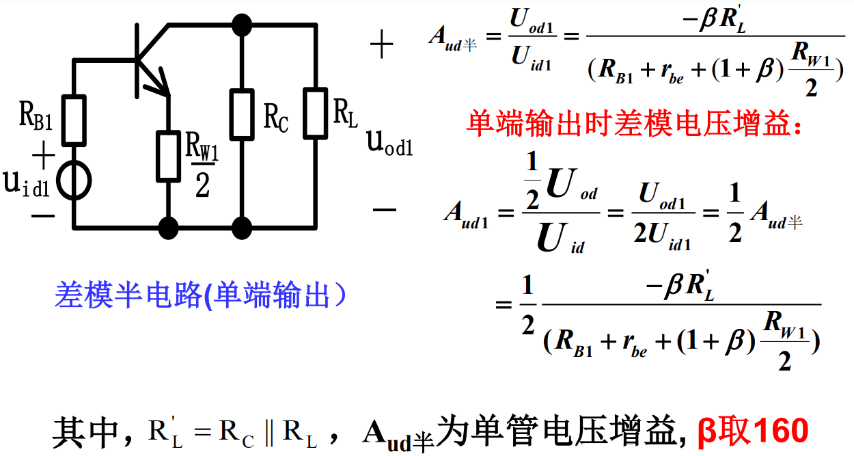 R_B1
+
u_id1
−
R_W1/2
R_C
R_L
+
u_od1
−
差模半电路(单端输出）
A_ud半 = U_od1/U_id1 = −βR'_L/(R_B1+r_be+(1+β)R_W1/2)
单端输出时差模电压增益：
A_ud1 = (1/2 U_od)/U_id = U_od1/2U_id1 = 1/2 A_ud半
= 1/2 −βR'_L/(R_B1+r_be+(1+β)R_W1/2)
其中，R'_L = R_C || R_L ，A_ud半为单管电压增益, β取160